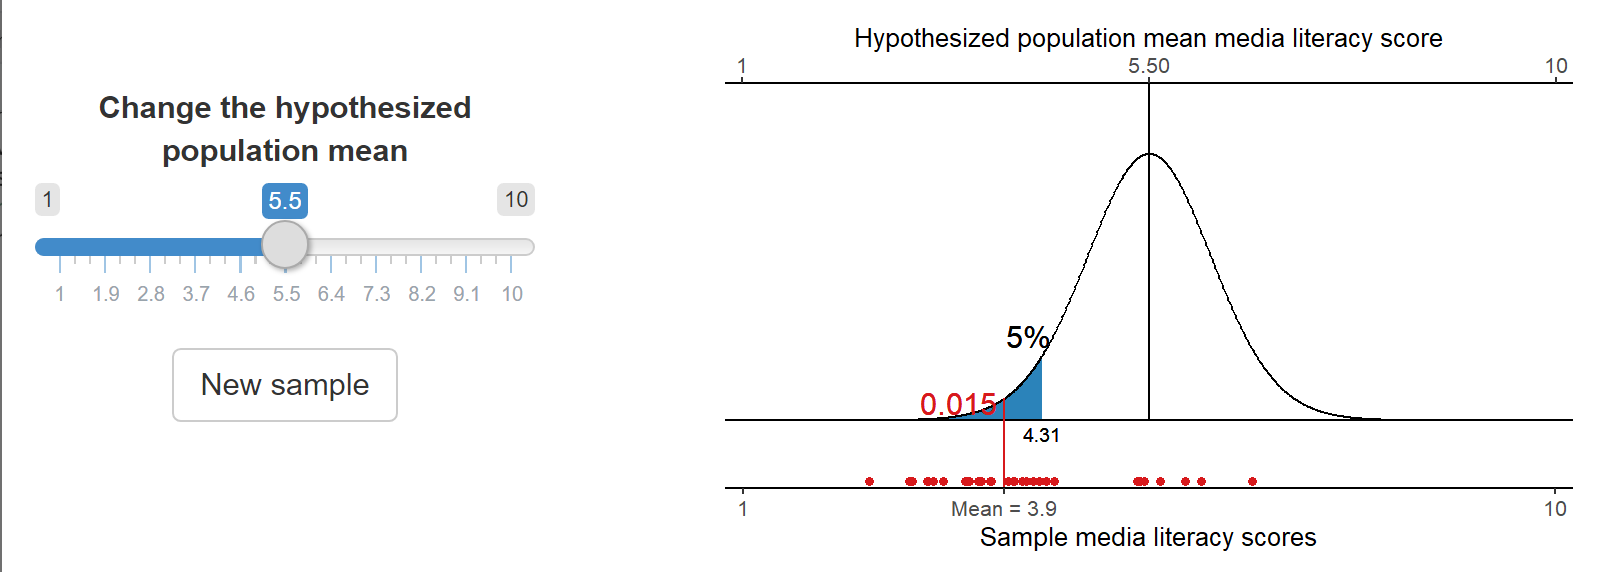 Change the hypothesized
population mean
1
5.5
10
1 1.9 2.8 3.7 4.6 5.5 6.4 7.3 8.2 9.1 10
New sample
Hypothesized population mean media literacy score
1 5.50 10
5%
0.015
4.31
1 Mean = 3.9 10
Sample media literacy scores